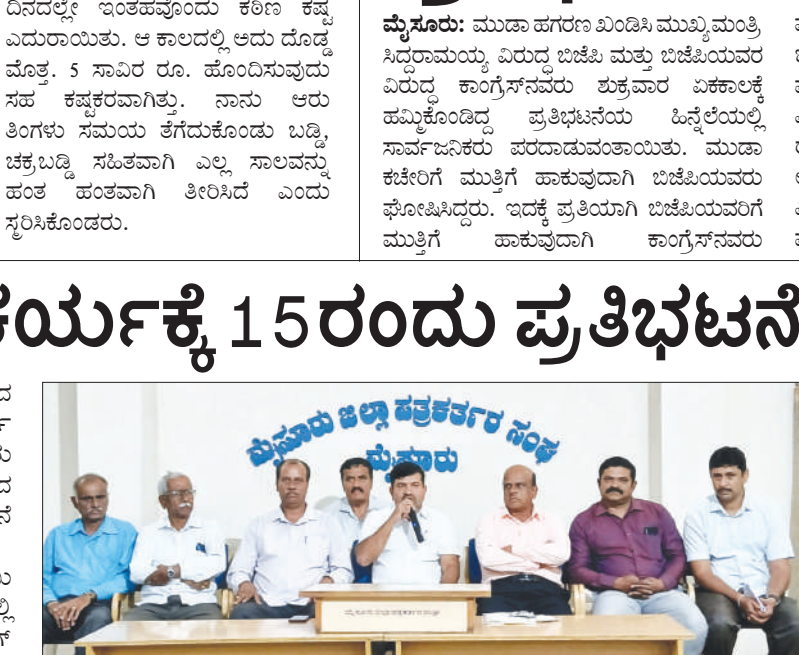 ದಿನದಲ್ಲೇ ಇಂತಹವೊಂದು ಕಠಿಣ ಕಷ್ಟ
ಎದುರಾಯಿತು. ಆ ಕಾಲದಲ್ಲಿ ಅದು ದೊಡ್ಡ
ಮೊತ್ತ. 5 ಸಾವಿರ ರೂ. ಹೊಂದಿಸುವುದು
ಸಹ ಕಷ್ಟಕರವಾಗಿತ್ತು. ನಾನು ಆರು
ತಿಂಗಳು ಸಮಯ ತೆಗೆದುಕೊಂಡು ಬಡ್ಡಿ,
ಚಕ್ರಬಡ್ಡಿ ಸಹಿತವಾಗಿ ಎಲ್ಲ ಸಾಲವನ್ನು
ಹಂತ ಹಂತವಾಗಿ ತೀರಿಸಿದೆ ಎಂದು
ಸ್ಮರಿಸಿಕೊಂಡರು.
ಮೈಸೂರು: ಮುಡಾ ಹಗರಣ ಖಂಡಿಸಿ ಮುಖ್ಯಮಂತ್ರಿ
ಸಿದ್ದರಾಮಯ್ಯ ವಿರುದ್ಧ ಬಿಜೆಪಿ ಮತ್ತು ಬಿಜೆಪಿಯವರ
ವಿರುದ್ಧ ಕಾಂಗ್ರೆಸ್‌ನವರು ಶುಕ್ರವಾರ ಏಕಕಾಲಕ್ಕೆ
ಹಮ್ಮಿಕೊಂಡಿದ್ದ ಪ್ರತಿಭಟನೆಯ ಹಿನ್ನೆಲೆಯಲ್ಲಿ
ಸಾರ್ವಜನಿಕರು ಪರದಾಡುವಂತಾಯಿತು. ಮುಡಾ
ಕಚೇರಿಗೆ ಮುತ್ತಿಗೆ ಹಾಕುವುದಾಗಿ ಬಿಜೆಪಿಯವರು
ಘೋಷಿಸಿದ್ದರು. ಇದಕ್ಕೆ ಪ್ರತಿಯಾಗಿ ಬಿಜೆಪಿಯವರಿಗೆ
ಮುತ್ತಿಗೆ ಹಾಕುವುದಾಗಿ ಕಾಂಗ್ರೆಸ್‌ನವರು
ಕರ್ಯಕ್ಕೆ 15ರಂದು ಪ್ರತಿಭಟನೆ
ಮೈಸೂರು ಜಿಲ್ಲಾ ಪತ್ರಕರ್ತರ ಸಂಘ
ಮೈಸೂರು